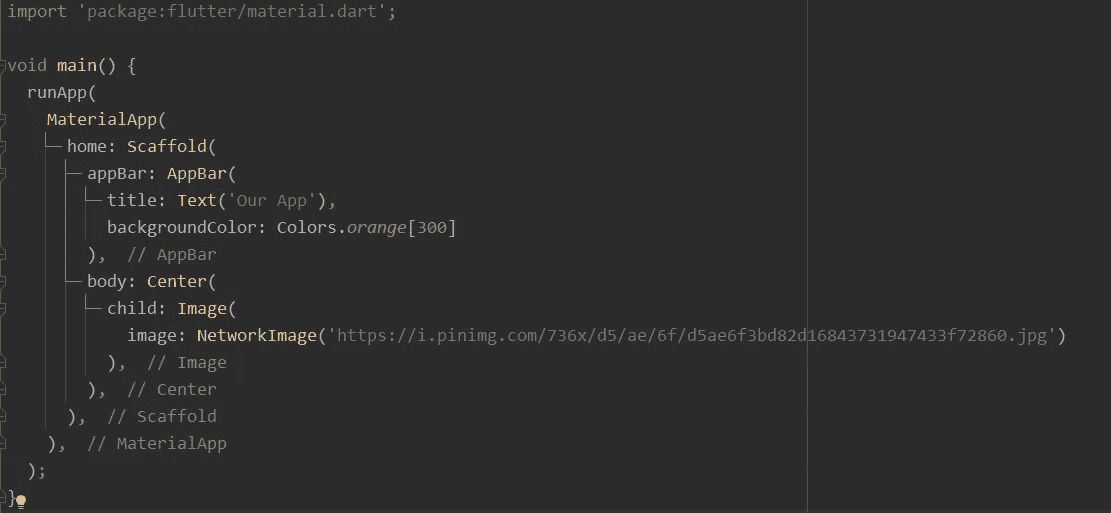 import 'package:flutter/material.dart';
void main() {
runApp(
MaterialApp(
home: Scaffold(
appBar: AppBar(
title: Text('Our App'),
backgroundColor: Colors.orange[300]
), // AppBar
body: Center(
child: Image(
image: NetworkImage('https://i.pinimg.com/736x/d5/ae/6f/d5ae6f3bd82d16843731947433f72860.jpg')
), // Image
), // Center
), // Scaffold
), // MaterialApp
);
}